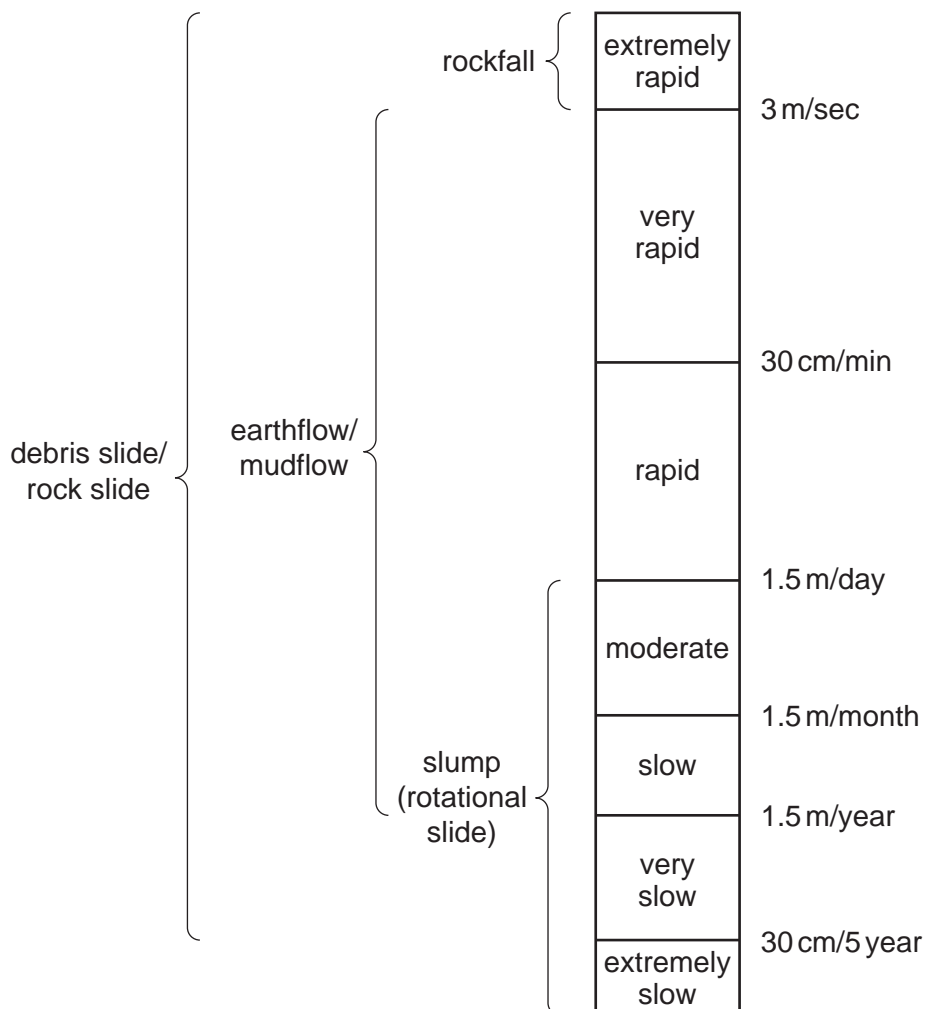 rockfall
extremely
rapid
3 m/sec
very
rapid
30 cm/min
earthflow/
mudflow
debris slide/
rock slide
rapid
1.5 m/day
moderate
1.5 m/month
slump
(rotational
slide)
slow
1.5 m/year
very
slow
30 cm/5 year
extremely
slow